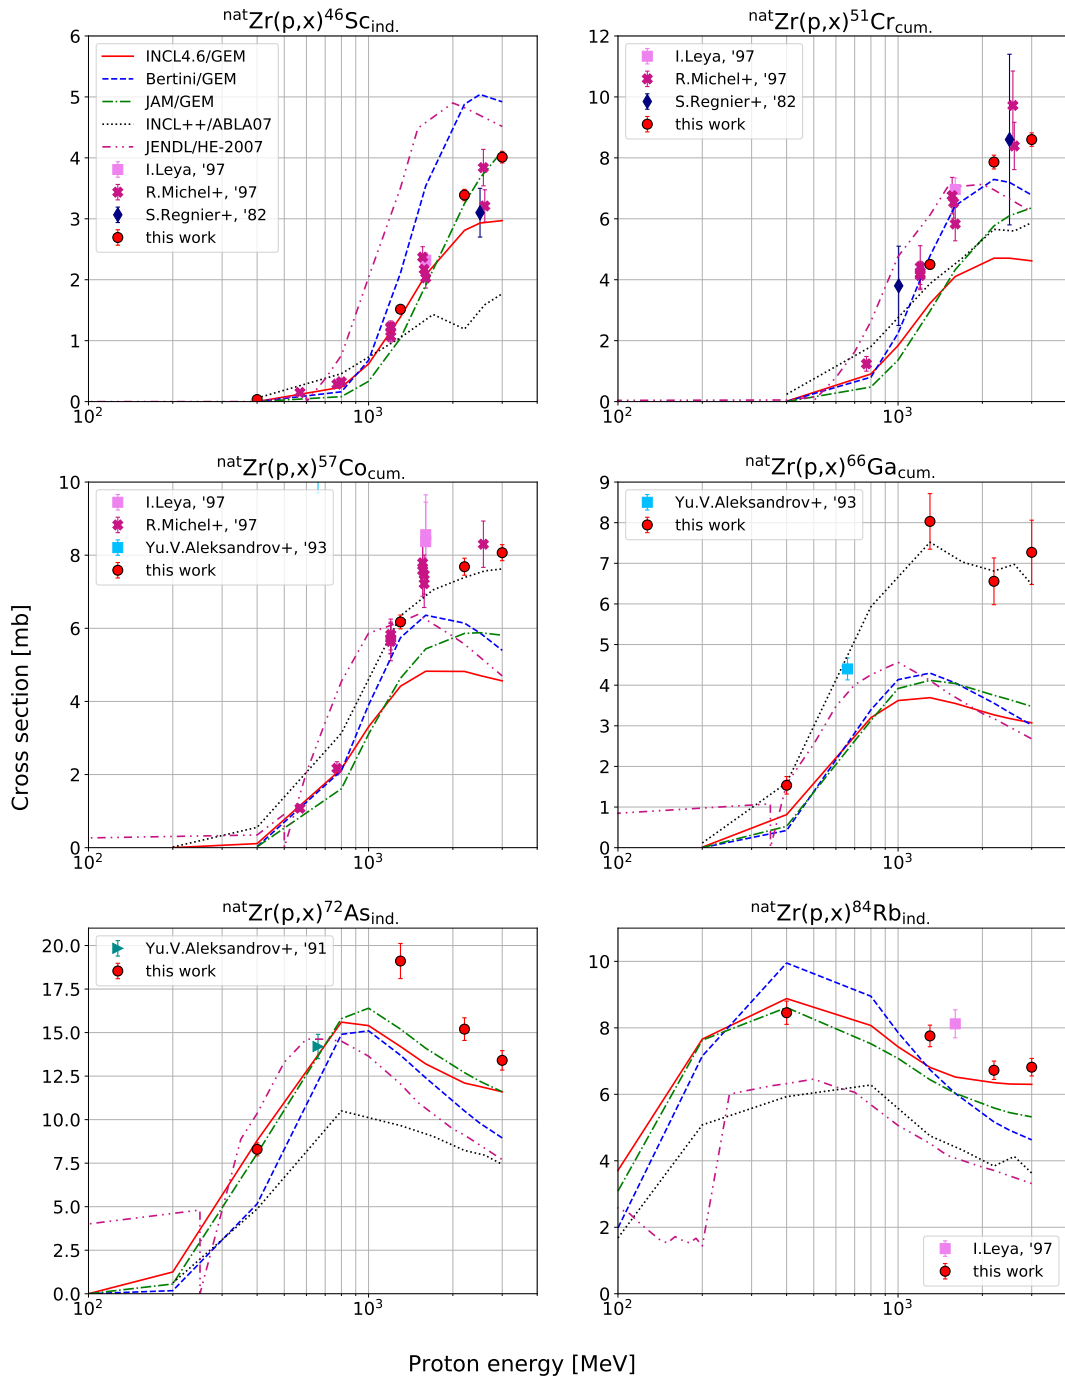 natZr(p,x)46Scind.
6
5
4
3
2
1
0
10²
10³
INCL4.6/GEM
Bertini/GEM
JAM/GEM
INCL++/ABLA07
JENDL/HE-2007
I.Leya, '97
R.Michel+, '97
S.Regnier+, '82
this work
natZr(p,x)51Crcum.
12
10
8
6
4
2
0
10²
10³
I.Leya, '97
R.Michel+, '97
S.Regnier+, '82
this work
Cross section [mb]
natZr(p,x)57Cocum.
10
8
6
4
2
0
10²
10³
I.Leya, '97
R.Michel+, '97
Yu.V.Aleksandrov+, '93
this work
natZr(p,x)66Gacum.
9
8
7
6
5
4
3
2
1
0
10²
10³
Yu.V.Aleksandrov+, '93
this work
natZr(p,x)72Asind.
20.0
17.5
15.0
12.5
10.0
7.5
5.0
2.5
0.0
10²
10³
Yu.V.Aleksandrov+, '91
this work
natZr(p,x)84Rbind.
10
8
6
4
2
0
10²
10³
I.Leya, '97
this work
Proton energy [MeV]